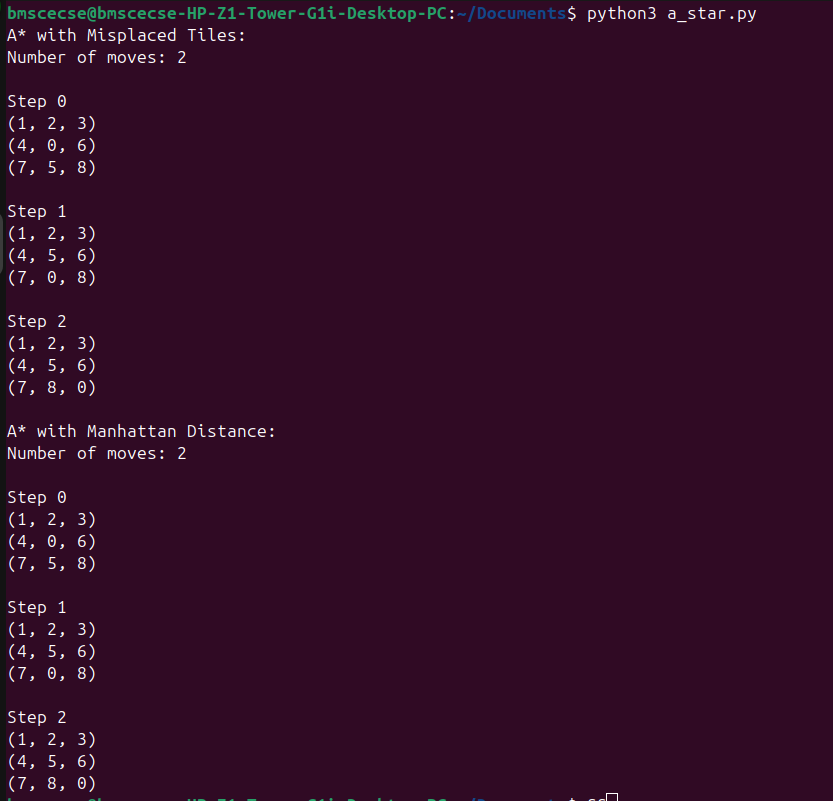 bmscecse@bmscecse-HP-Z1-Tower-G1i-Desktop-PC:~/Documents$ python3 a_star.py
A* with Misplaced Tiles:
Number of moves: 2
Step 0
(1, 2, 3)
(4, 0, 6)
(7, 5, 8)
Step 1
(1, 2, 3)
(4, 5, 6)
(7, 0, 8)
Step 2
(1, 2, 3)
(4, 5, 6)
(7, 8, 0)
A* with Manhattan Distance:
Number of moves: 2
Step 0
(1, 2, 3)
(4, 0, 6)
(7, 5, 8)
Step 1
(1, 2, 3)
(4, 5, 6)
(7, 0, 8)
Step 2
(1, 2, 3)
(4, 5, 6)
(7, 8, 0)